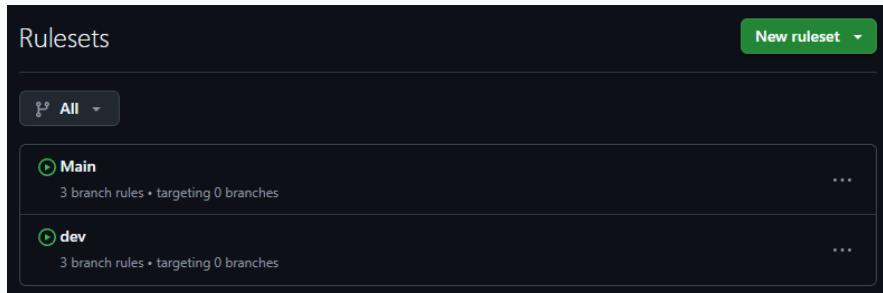 Rulesets
New ruleset
All
Main
3 branch rules • targeting 0 branches
dev
3 branch rules • targeting 0 branches